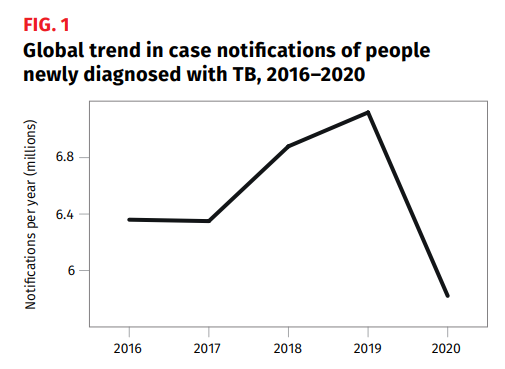 FIG. 1
Global trend in case notifications of people
newly diagnosed with TB, 2016–2020
Notifications per year (millions)
6.8
6.4
6
2016 2017 2018 2019 2020